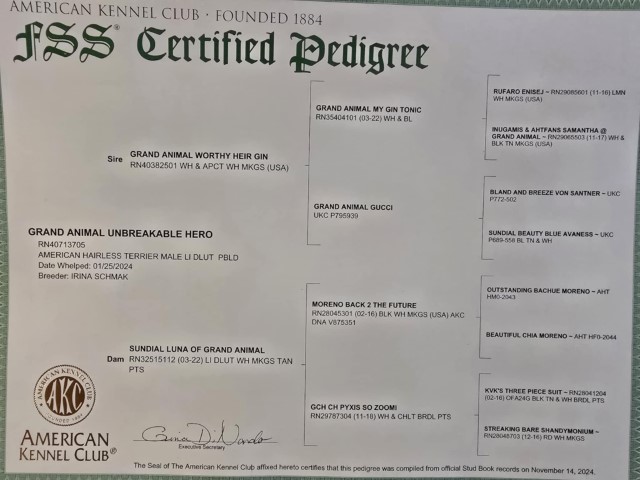 AMERICAN KENNEL CLUB · FOUNDED 1884
FSS® Certified Pedigree
GRAND ANIMAL UNBREAKABLE HERO
RN40713705
AMERICAN HAIRLESS TERRIER MALE LI DLUT PBLD
Date Whelped: 01/25/2024
Breeder: IRINA SCHMAK
Sire GRAND ANIMAL WORTHY HEIR GIN
RN40382501 WH & APCT WH MKGS (USA)
Dam SUNDIAL LUNA OF GRAND ANIMAL
RN32515112 (03-22) LI DLUT WH MKGS TAN
PTS
GRAND ANIMAL MY GIN TONIC
RN35404101 (03-22) WH & BL
GRAND ANIMAL GUCCI
UKC P795939
MORENO BACK 2 THE FUTURE
RN28045301 (02-16) BLK WH MKGS (USA) AKC
DNA V875351
GCH CH PYXIS SO ZOOMI
RN29787304 (11-18) WH & CHLT BRDL PTS
RUFARO ENISEJ ~ RN29085601 (11-16) LMN
WH MKGS (USA)
INUGAMIS & AHTFANS SAMANTHA @
GRAND ANIMAL ~ RN29065503 (11-17) WH &
BLK TN MKGS (USA)
BLAND AND BREEZE VON SANTNER ~ UKC
P772-502
SUNDIAL BEAUTY BLUE AVANESS ~ UKC
P689-558 BL TN & WH
OUTSTANDING BACHUE MORENO ~ AHT
HM0-2043
BEAUTIFUL CHIA MORENO ~ AHT HF0-2044
KVK'S THREE PIECE SUIT ~ RN28041204
(02-16) OFA24G BLK TN & WH BRDL PTS
STREAKING BARE SHANDYMONIUM ~
RN28046703 (12-16) RD WH MKGS
AMERICAN KENNEL CLUB
AKC
FOUNDED 1884
AMERICAN
KENNEL CLUB®
Executive Secretary
The Seal of The American Kennel Club affixed hereto certifies that this pedigree was compiled from official Stud Book records on November 14, 2024.